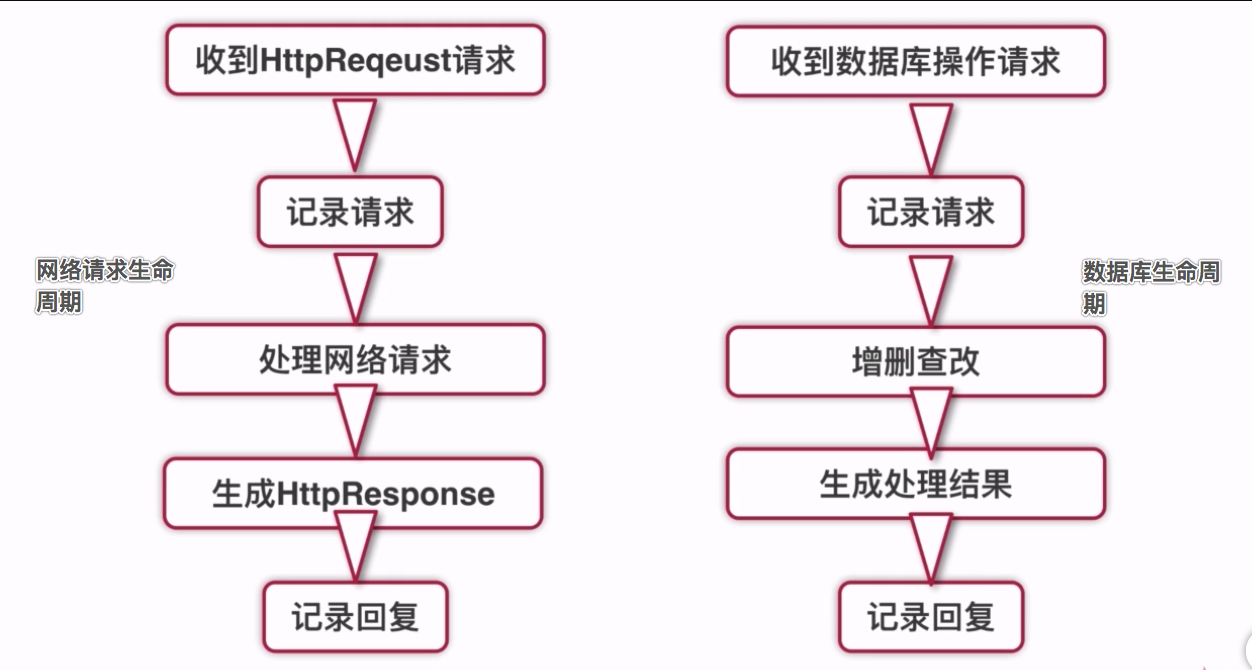 收到HttpReqeust请求
记录请求
网络请求生命
周期
处理网络请求
生成HttpResponse
记录回复
收到数据库操作请求
记录请求
数据库生命周
期
增删查改
生成处理结果
记录回复